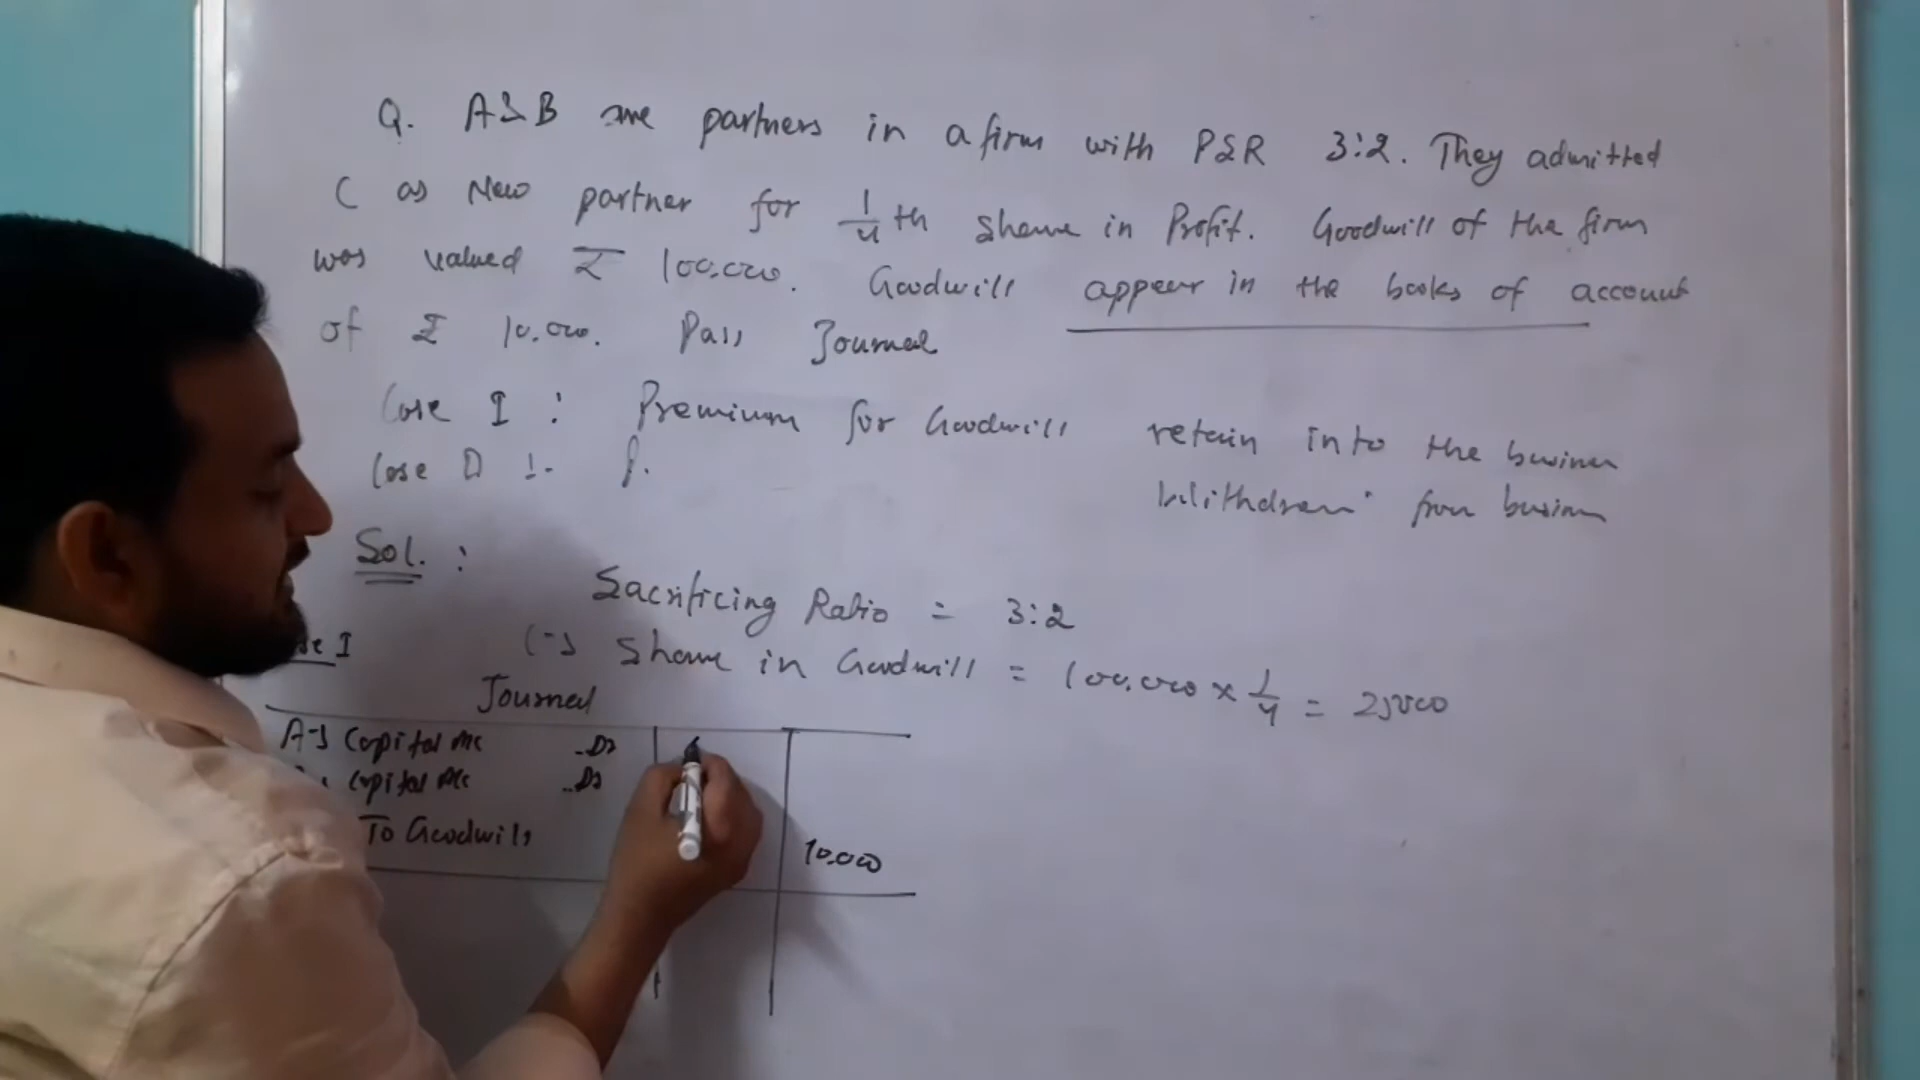 Q. A & B are partners in a firm with PSR 3:2. They admitted
C as New partner for 1/4 th share in Profit. Goodwill of the firm
was valued ₹ 100,000. Goodwill appear in the books of account
of ₹ 10,000. Pass Journal
Case I : Premium for Goodwill retain into the business
Case II :- P. Withdrawn from business
Sol. :
Sacrificing Ratio = 3:2
se I
C's Share in Goodwill = 100,000 x 1/4 = 25000
Journal
A's Capital A/c ..Dr
Capital A/c ..Dr
To Goodwill 10,000